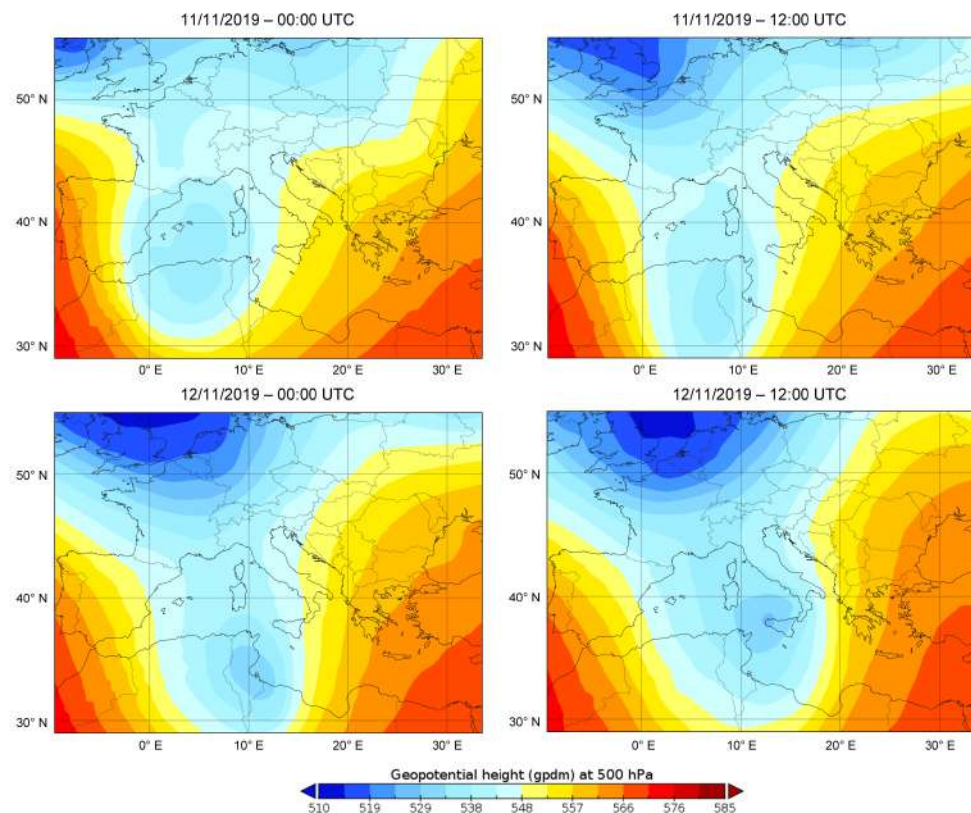 11/11/2019 – 00:00 UTC
11/11/2019 – 12:00 UTC
50° N
40° N
30° N
0° E 10° E 20° E 30° E
50° N
40° N
30° N
0° E 10° E 20° E 30° E
12/11/2019 – 00:00 UTC
12/11/2019 – 12:00 UTC
50° N
40° N
30° N
0° E 10° E 20° E 30° E
50° N
40° N
30° N
0° E 10° E 20° E 30° E
Geopotential height (gpdm) at 500 hPa
510 519 529 538 548 557 566 576 585